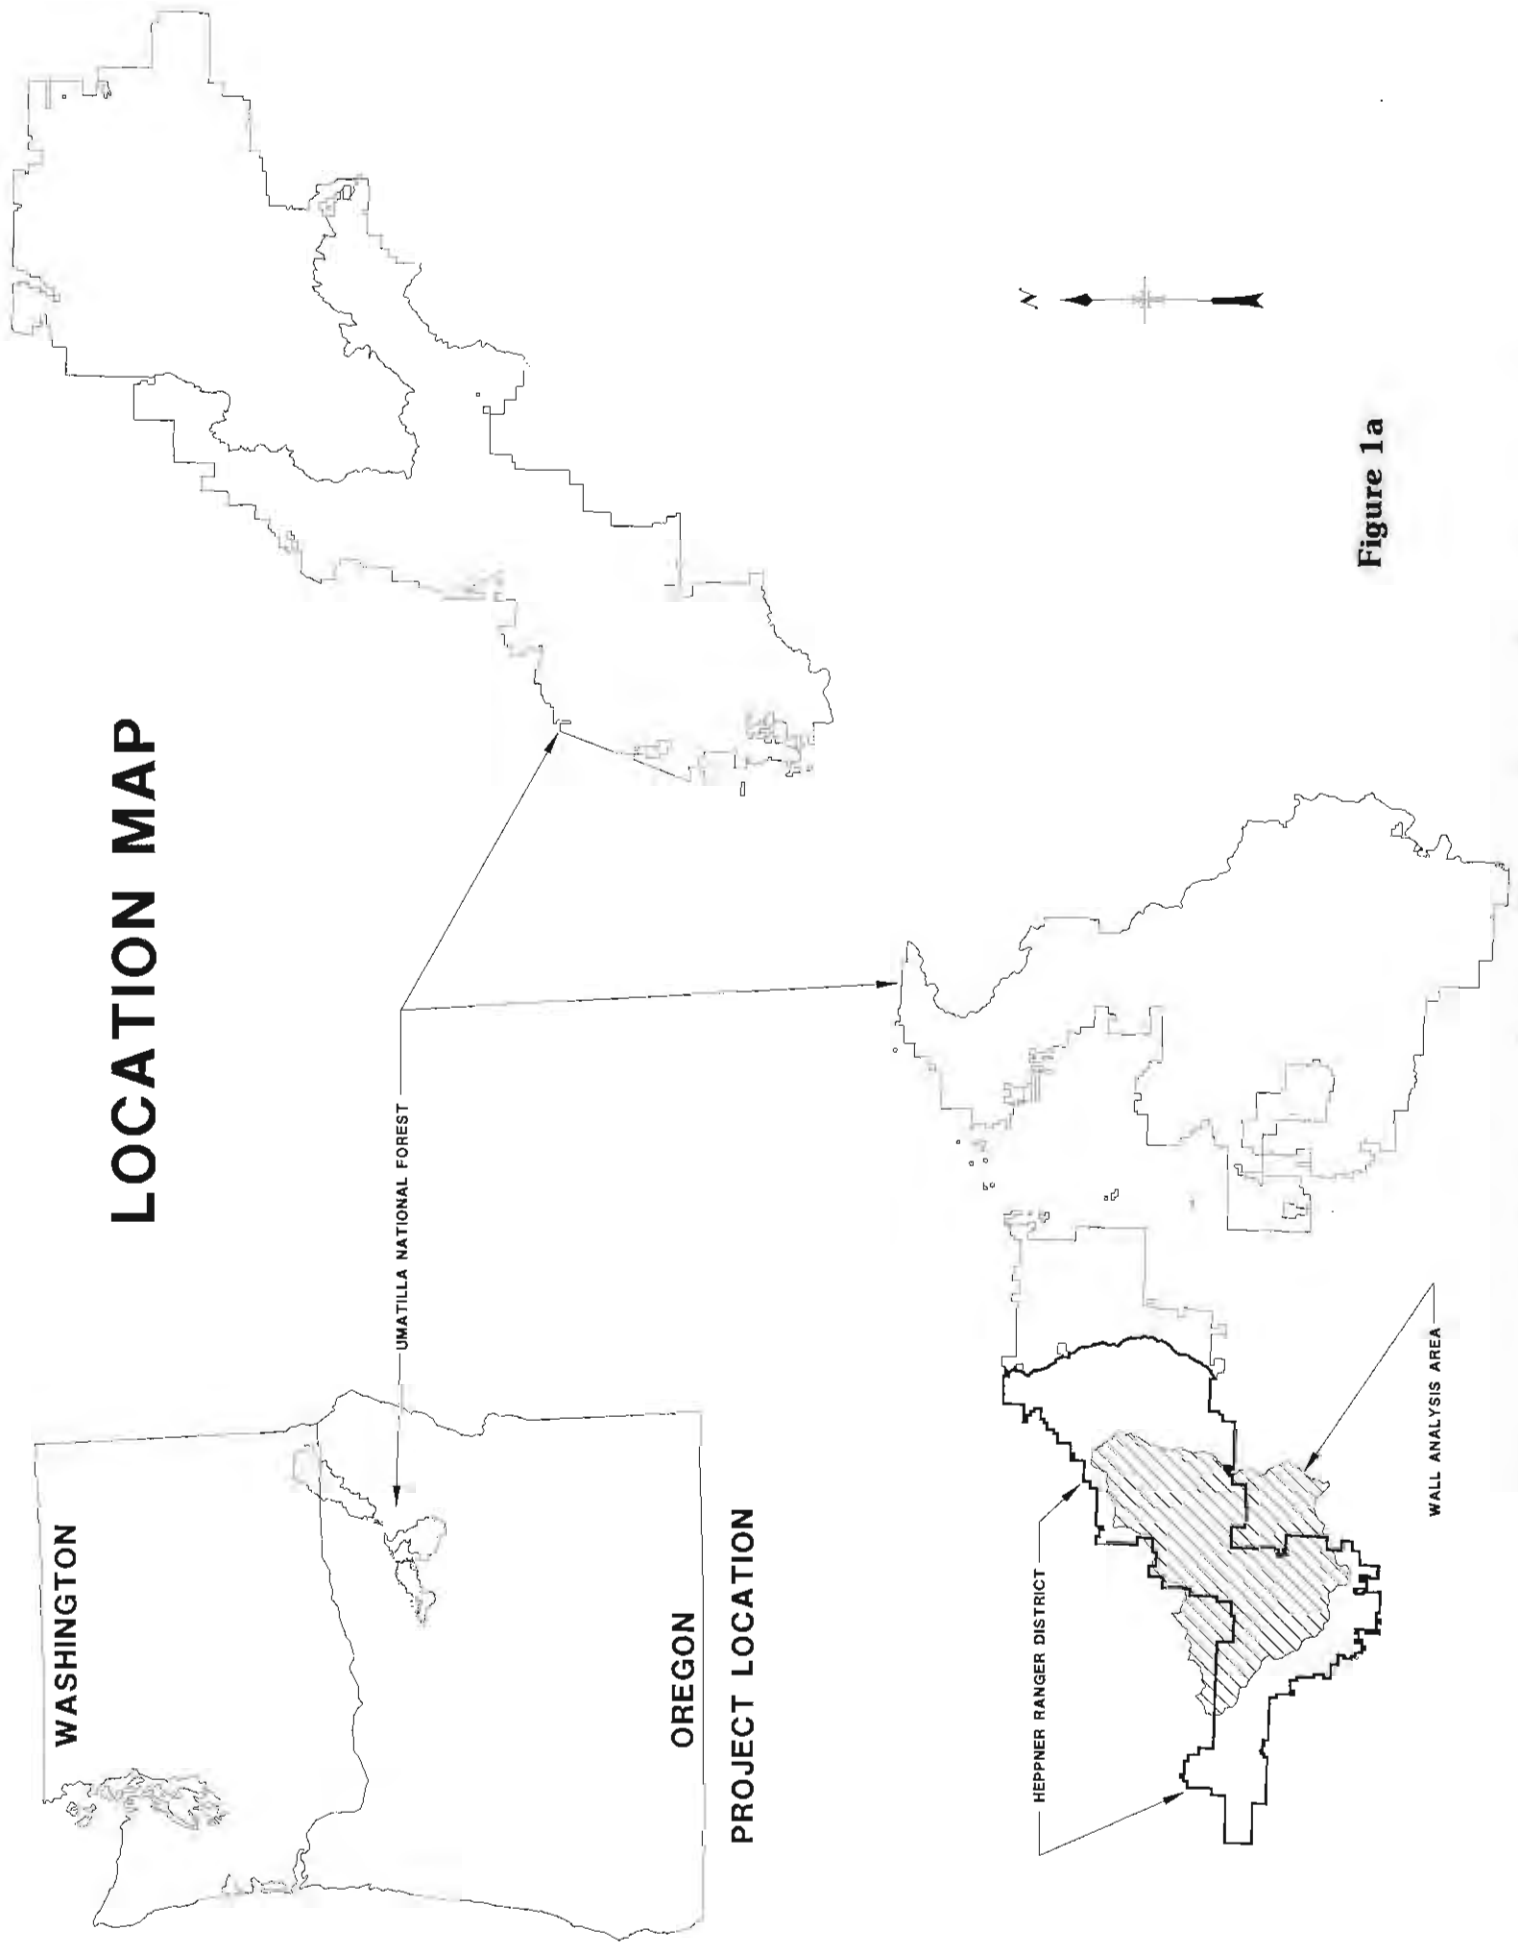 LOCATION MAP
WASHINGTON
OREGON
PROJECT LOCATION
UMATILLA NATIONAL FOREST
HEPPNER RANGER DISTRICT
WALL ANALYSIS AREA
N
Figure 1a